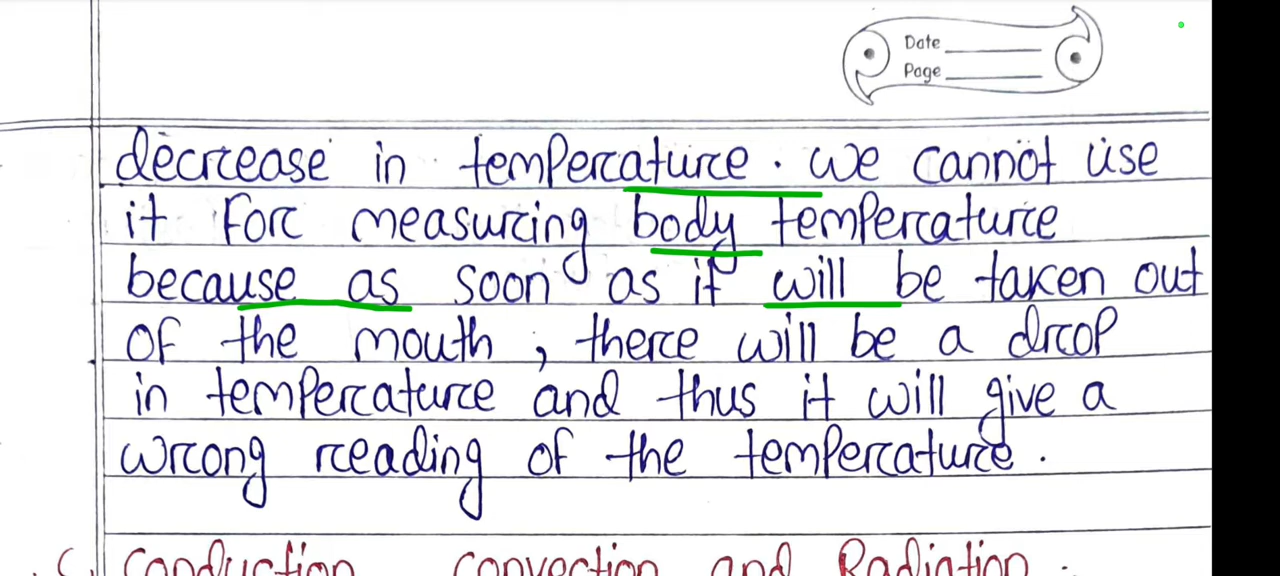 Date
Page
decrease in temperature. we cannot use
it for measuring body temperature
because as soon as it will be taken out
of the mouth, there will be a drop
in temperature and thus it will give a
wrong reading of the temperature.
c. Conduction, convection and Radiation :